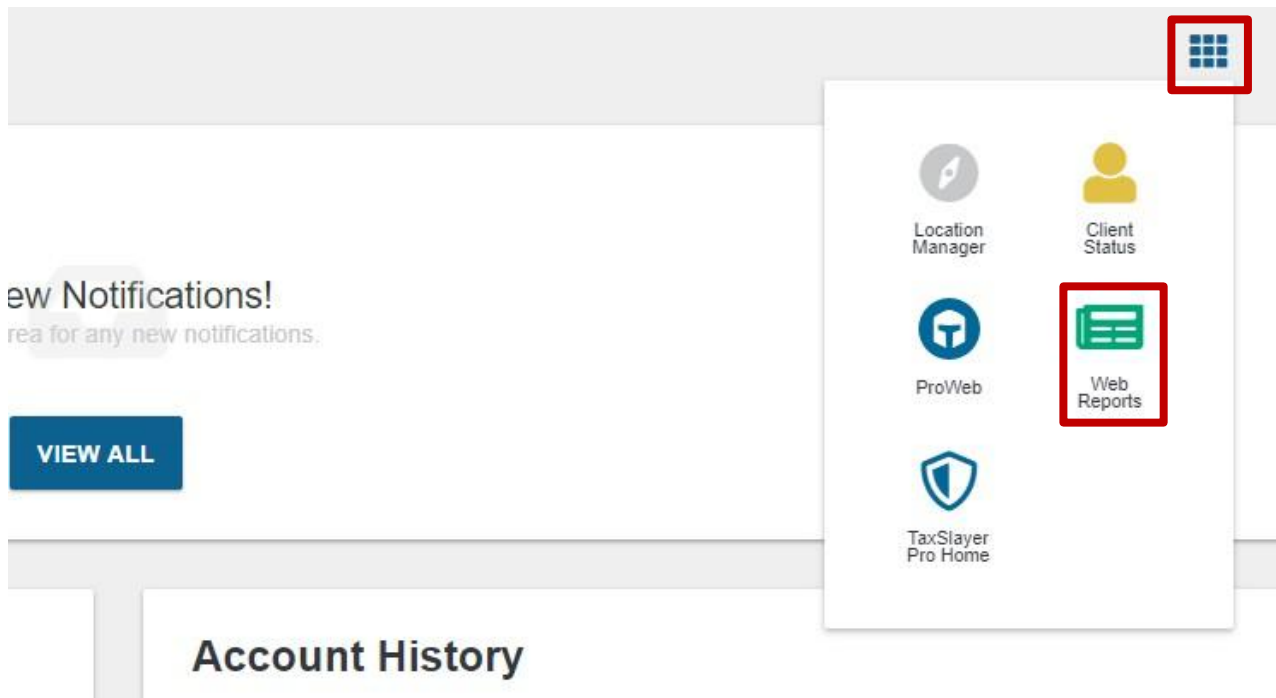 Location
Manager
Client
Status
ew Notifications!
rea for any new notifications.
ProWeb
Web
Reports
VIEW ALL
TaxSlayer
Pro Home
Account History